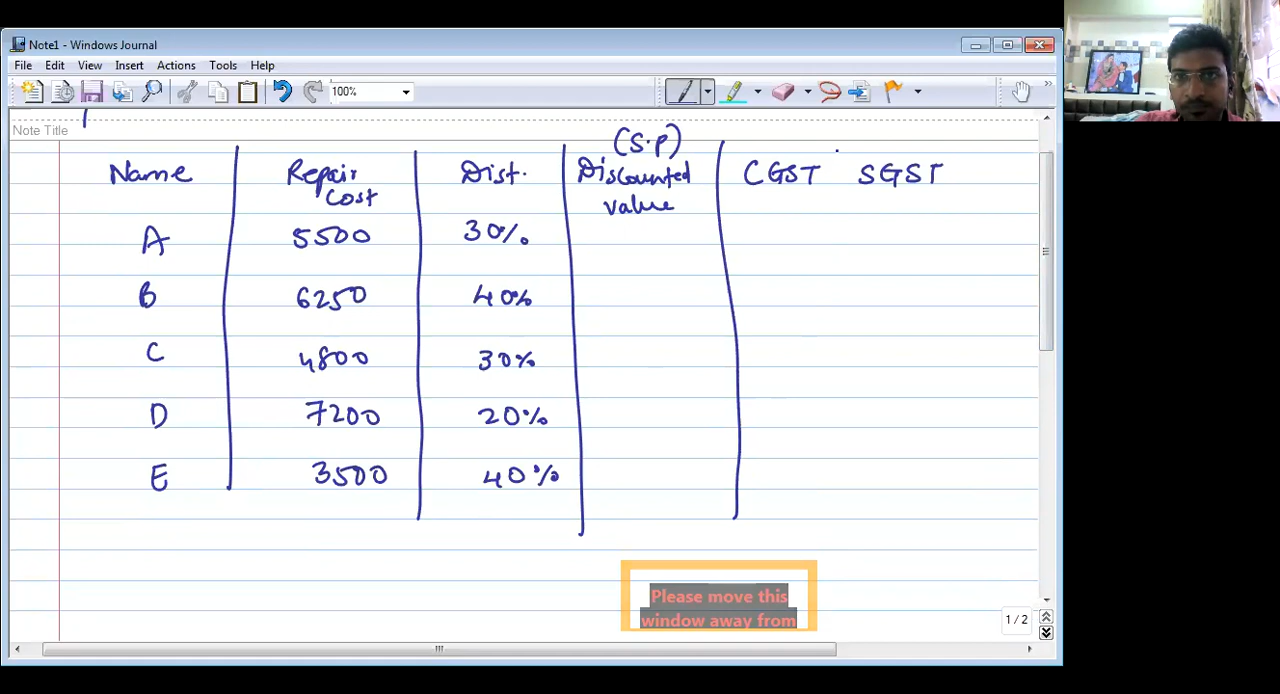 Note1 - Windows Journal
File Edit View Insert Actions Tools Help
100%
Note Title
(S.P)
Name Repair Cost Dist. Discounted value CGST SGST
A 5500 30%
B 6250 40%
C 4800 30%
D 7200 20%
E 3500 40%
Please move this
window away from
1 / 2